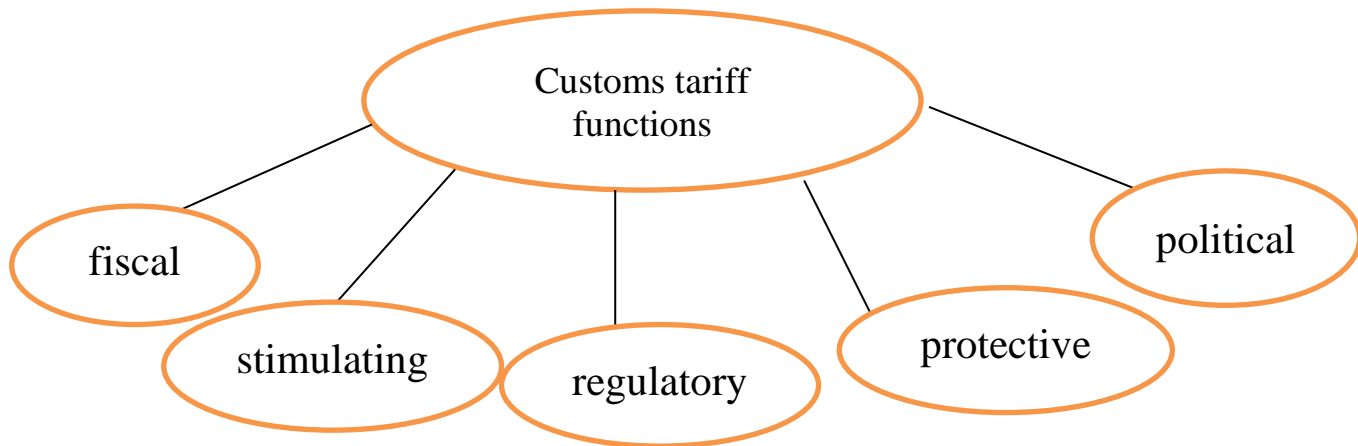 Customs tariff
functions
fiscal
stimulating
regulatory
protective
political